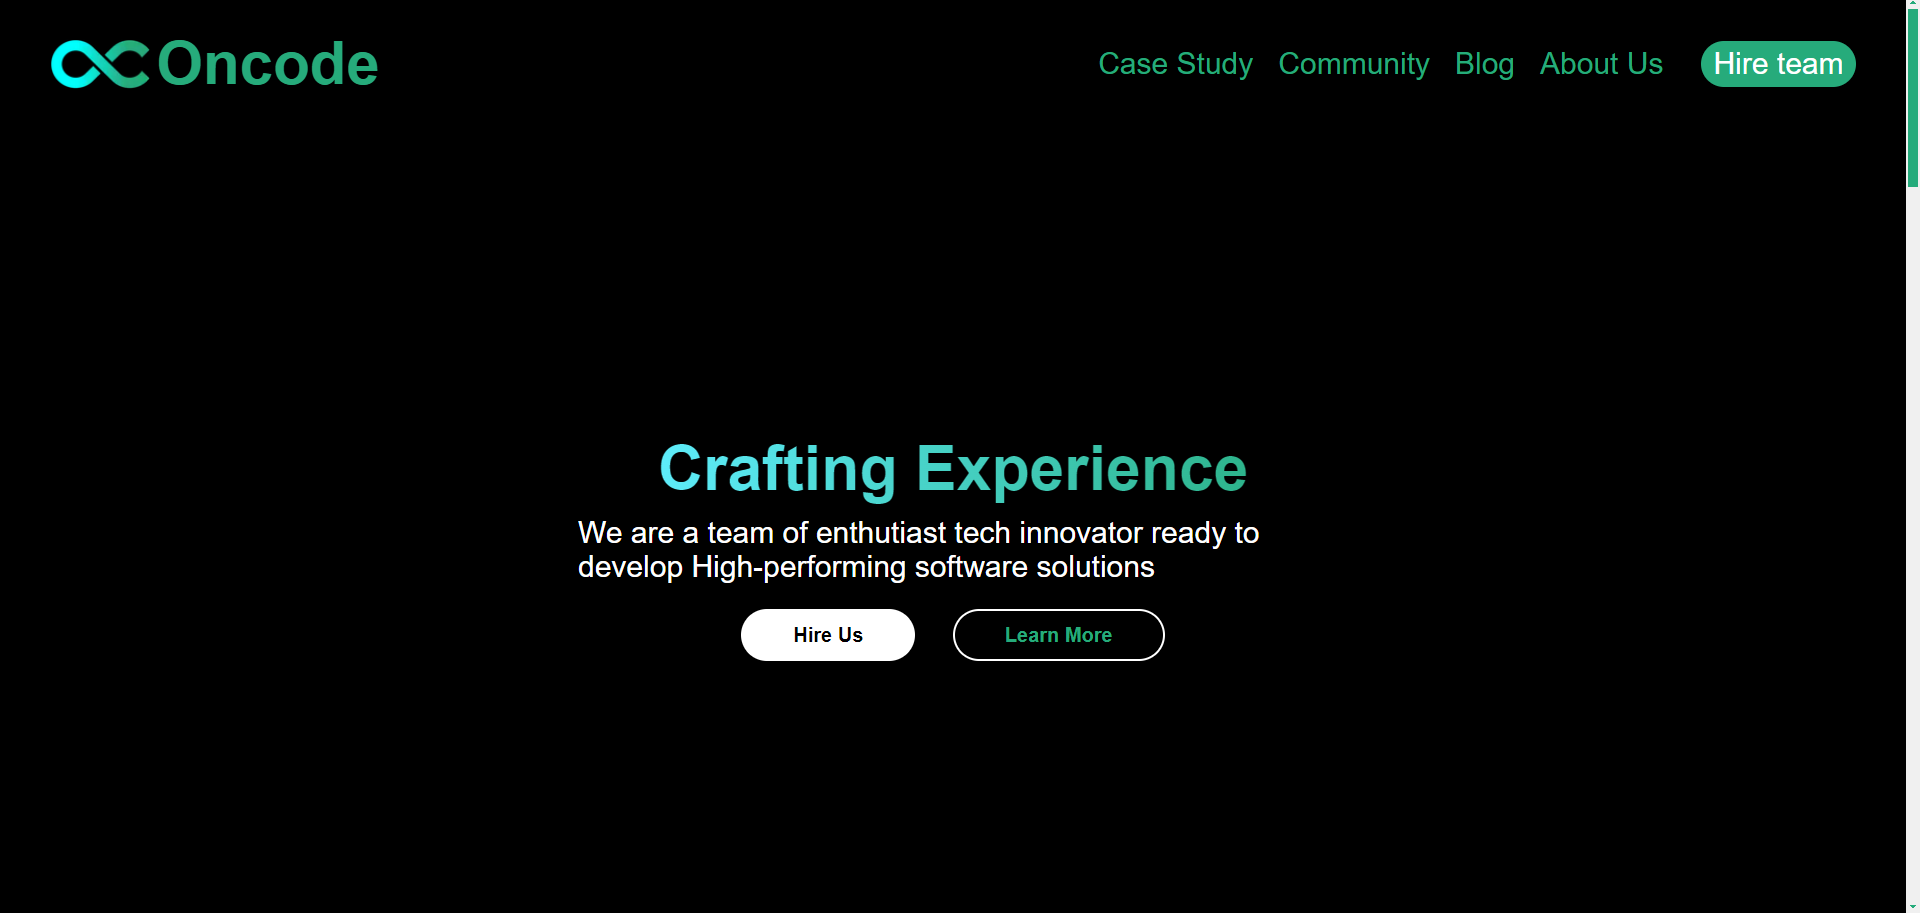 Oncode
Case Study Community Blog About Us Hire team
Crafting Experience
We are a team of enthutiast tech innovator ready to
develop High-performing software solutions
Hire Us Learn More